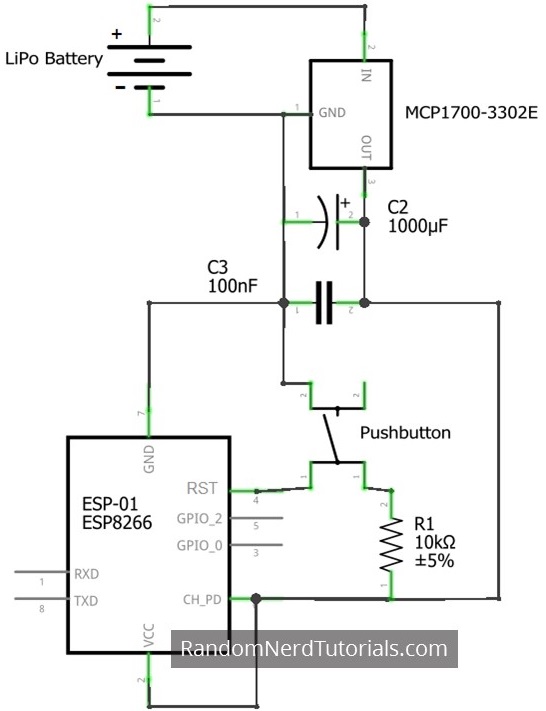 +
2
LiPo Battery
-
1
2
IN
1
GND
MCP1700-3302E
OUT
3
1
+
2
C2
1000µF
C3
100nF
1
2
2
2
Pushbutton
7
GND
1
1
RST
4
2
ESP-01
ESP8266
GPIO_2
5
R1
10kΩ
±5%
GPIO_0
3
RXD
1
TXD
8
CH_PD
1
VCC
2
RandomNerdTutorials.com